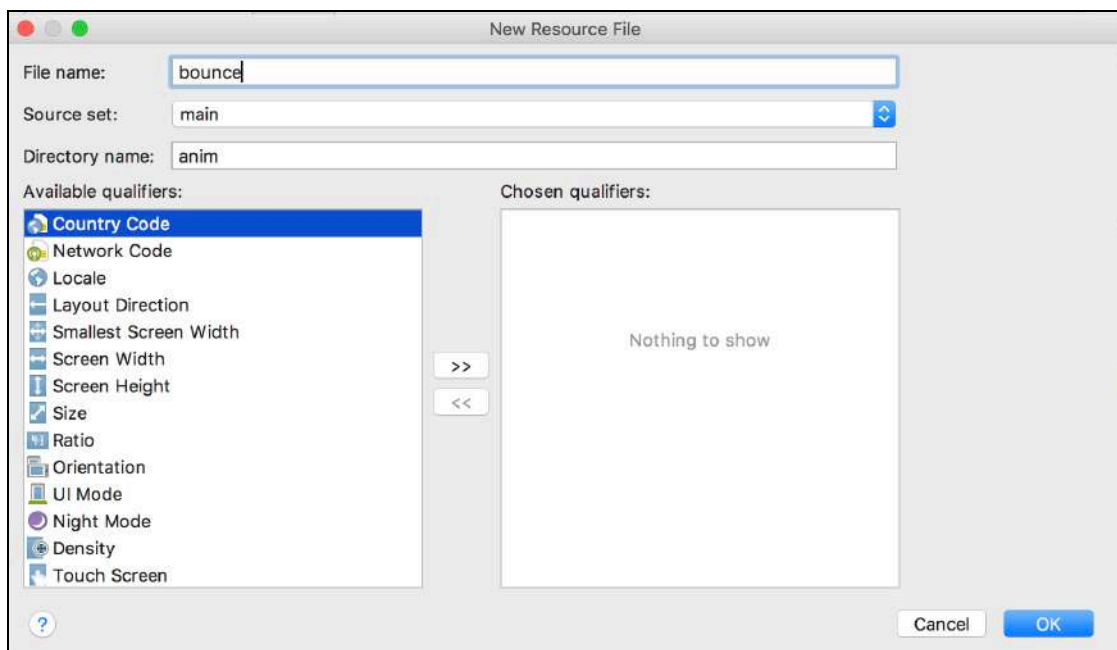 New Resource File
File name: bounce
Source set: main
Directory name: anim
Available qualifiers:
Chosen qualifiers:
Country Code
Network Code
Locale
Layout Direction
Smallest Screen Width
Screen Width
Screen Height
Size
Ratio
Orientation
UI Mode
Night Mode
Density
Touch Screen
>>
<<
Nothing to show
?
Cancel
OK